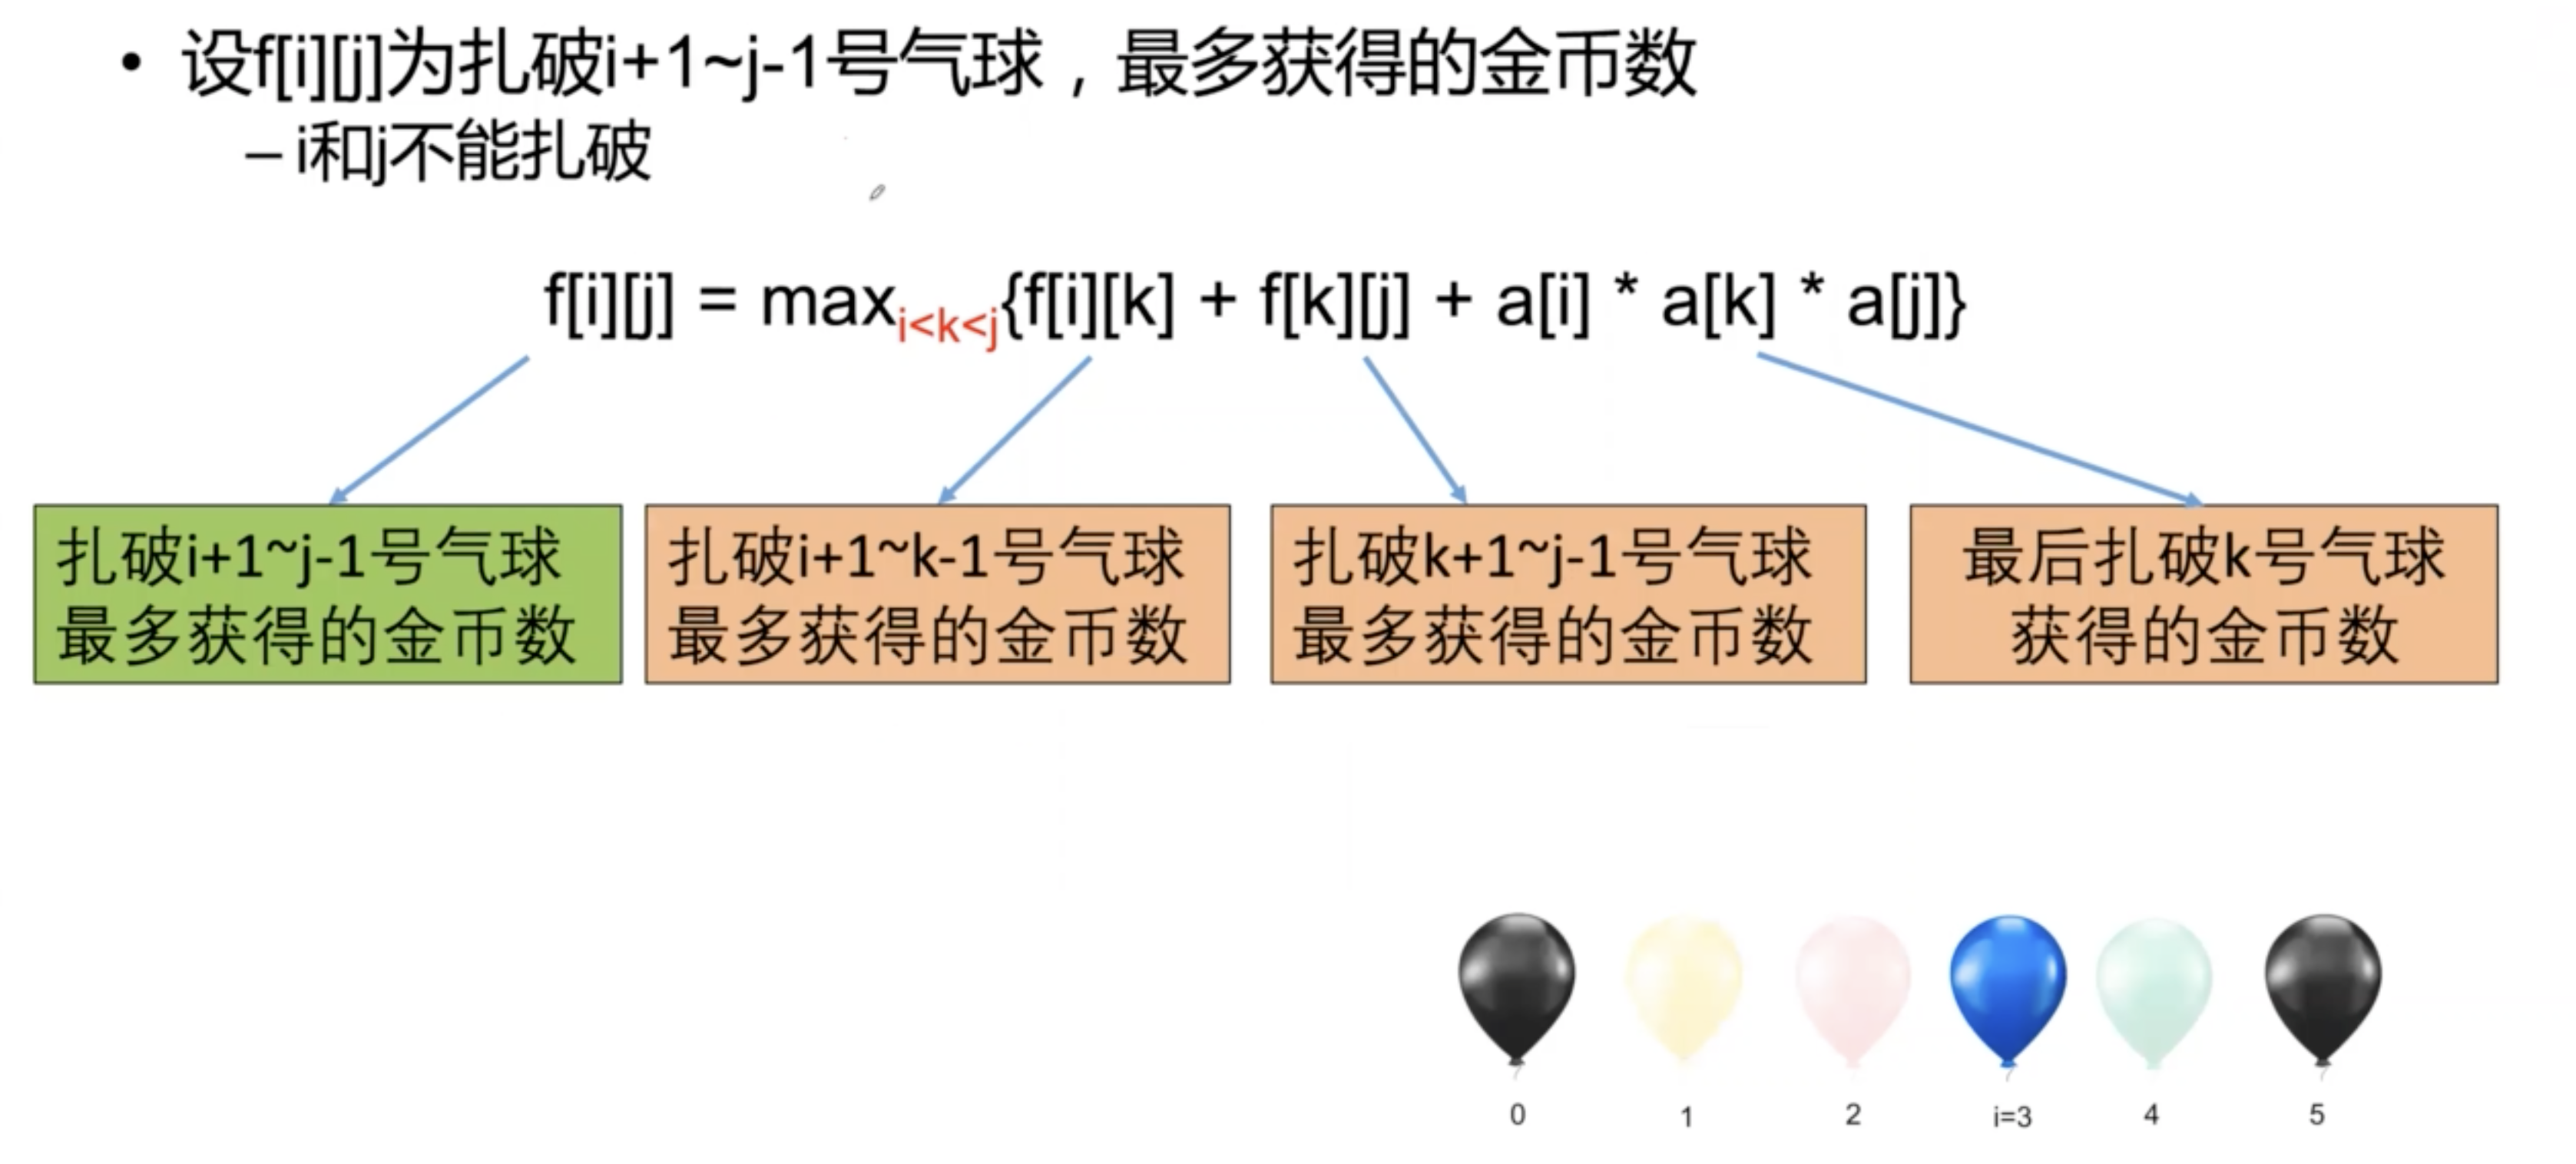 • 设f[i][j]为扎破i+1~j-1号气球，最多获得的金币数
– i和j不能扎破
f[i][j] = max i<k<j {f[i][k] + f[k][j] + a[i] * a[k] * a[j]}
扎破i+1~j-1号气球
最多获得的金币数
扎破i+1~k-1号气球
最多获得的金币数
扎破k+1~j-1号气球
最多获得的金币数
最后扎破k号气球
获得的金币数
0 1 2 i=3 4 5